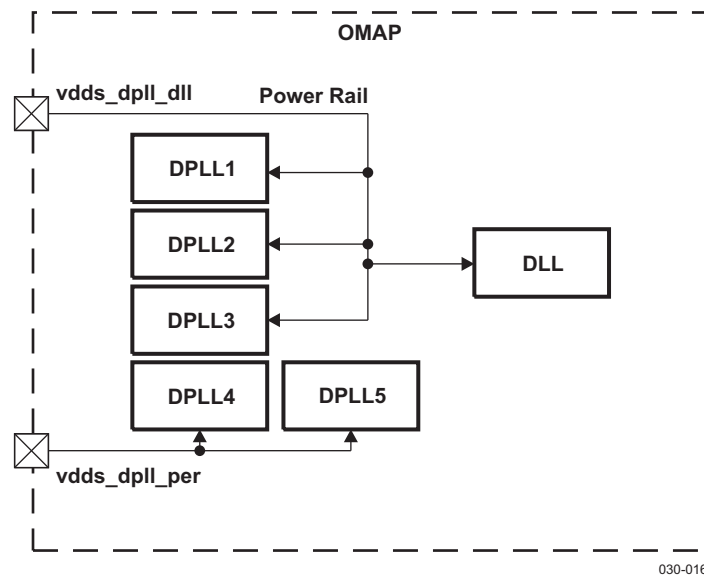 OMAP
vdds_dpll_dll
Power Rail
DPLL1
DPLL2
DLL
DPLL3
DPLL4
DPLL5
vdds_dpll_per
030-016